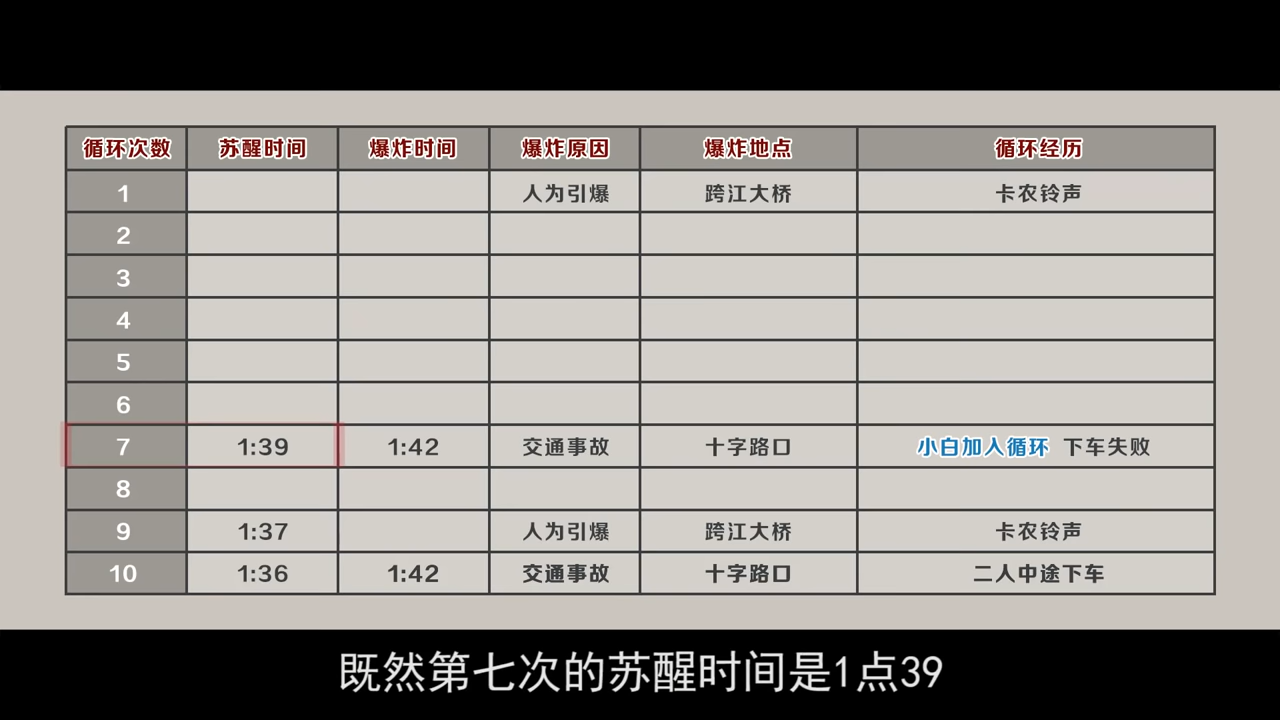 循环次数 苏醒时间 爆炸时间 爆炸原因 爆炸地点 循环经历
1 人为引爆 跨江大桥 卡农铃声
2
3
4
5
6
7 1:39 1:42 交通事故 十字路口 小白加入循环 下车失败
8
9 1:37 人为引爆 跨江大桥 卡农铃声
10 1:36 1:42 交通事故 十字路口 二人中途下车
既然第七次的苏醒时间是1点39